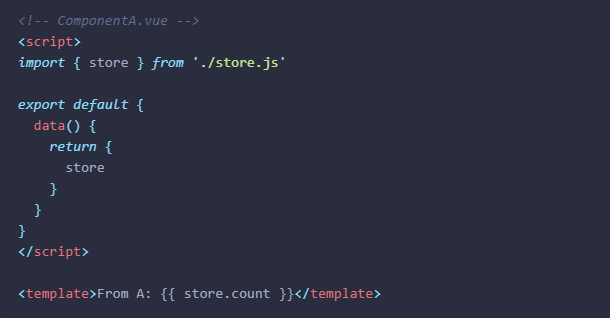 <!-- ComponentA.vue -->
<script>
import { store } from './store.js'

export default {
  data() {
    return {
      store
    }
  }
}
</script>

<template>From A: {{ store.count }}</template>